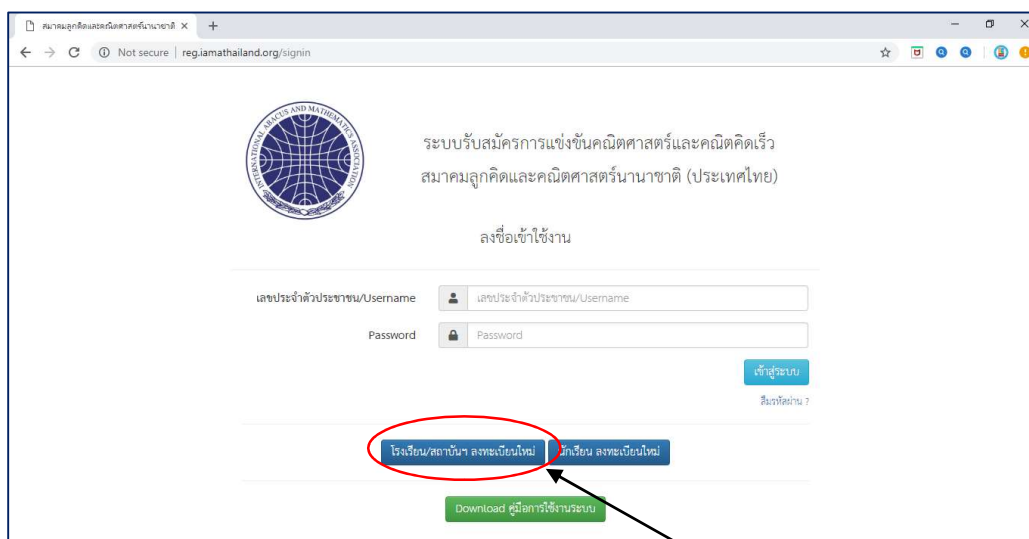 สมาคมลูกคิดและคณิตศาสตร์นานาชาติ
Not secure | reg.iamathailand.org/signin
INTERNATIONAL ABACUS AND MATHEMATICS ASSOCIATION
ระบบรับสมัครการแข่งขันคณิตศาสตร์และคณิตคิดเร็ว
สมาคมลูกคิดและคณิตศาสตร์นานาชาติ (ประเทศไทย)
ลงชื่อเข้าใช้งาน
เลขประจำตัวประชาชน/Username เลขประจำตัวประชาชน/Username
Password Password
เข้าสู่ระบบ
ลืมรหัสผ่าน ?
โรงเรียน/สถาบันฯ ลงทะเบียนใหม่ นักเรียน ลงทะเบียนใหม่
Download คู่มือการใช้งานระบบ